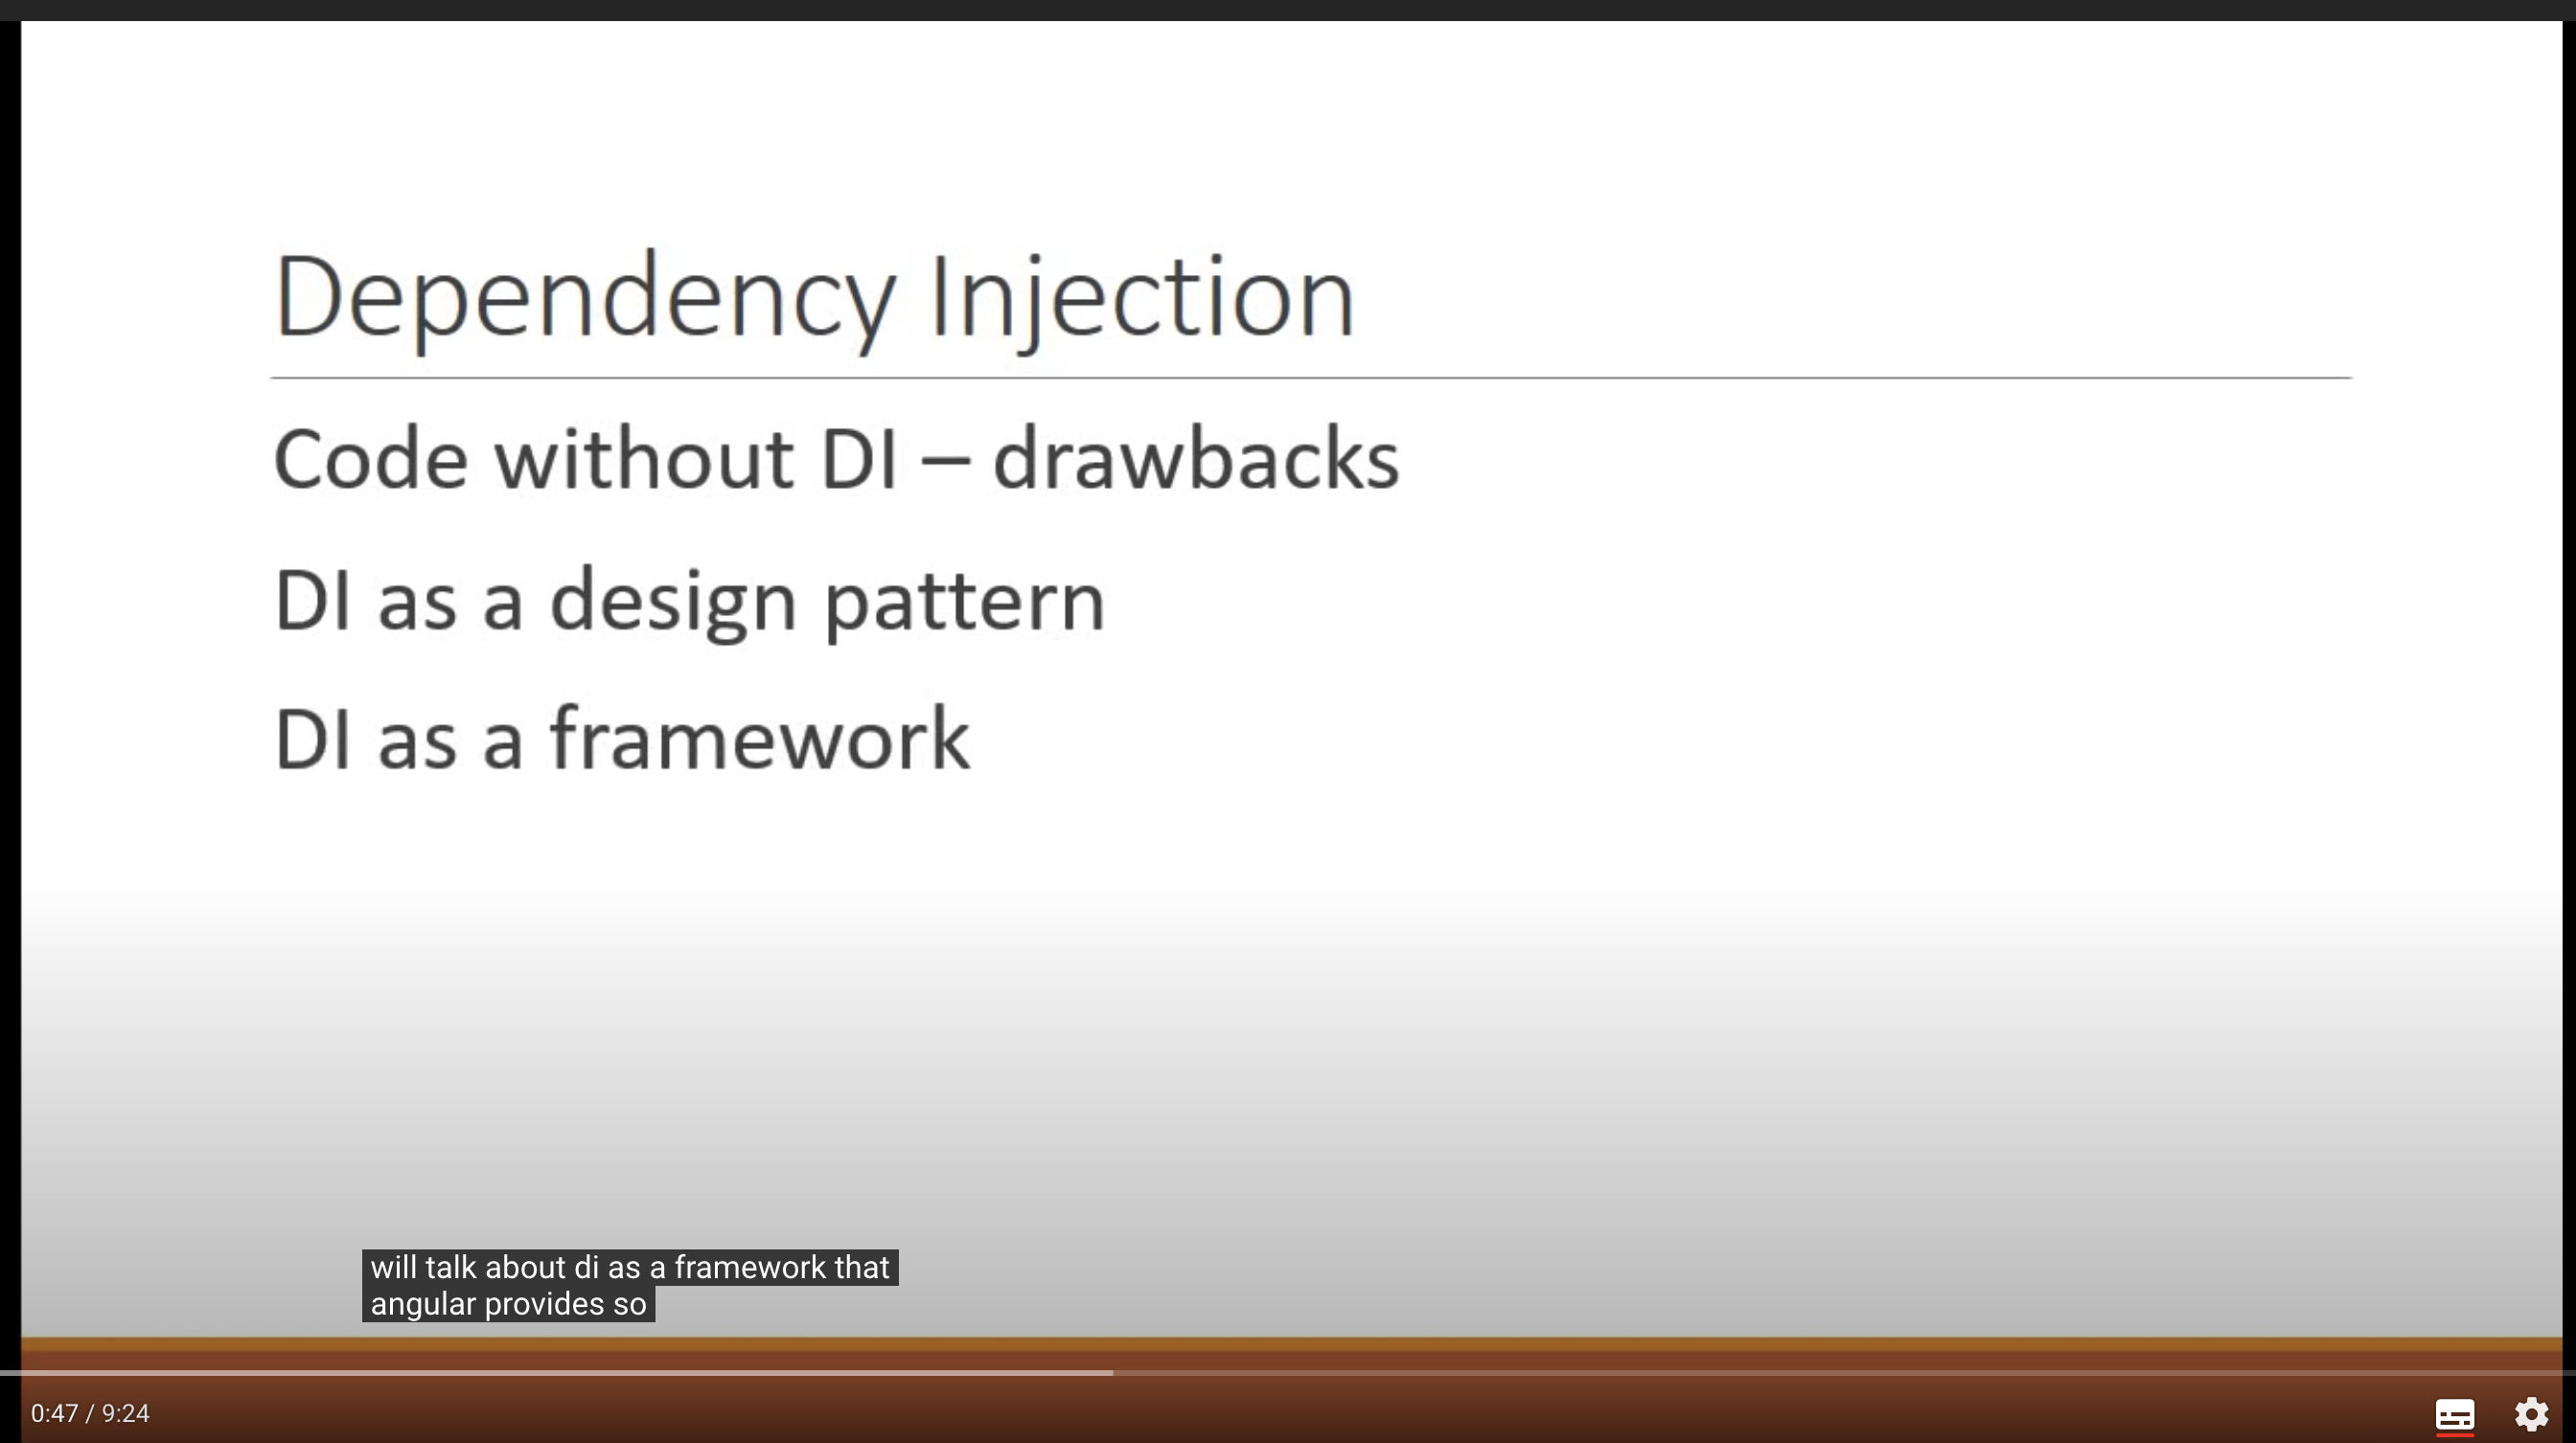 Dependency Injection
Code without DI – drawbacks
DI as a design pattern
DI as a framework
will talk about di as a framework that
angular provides so
0:47 / 9:24